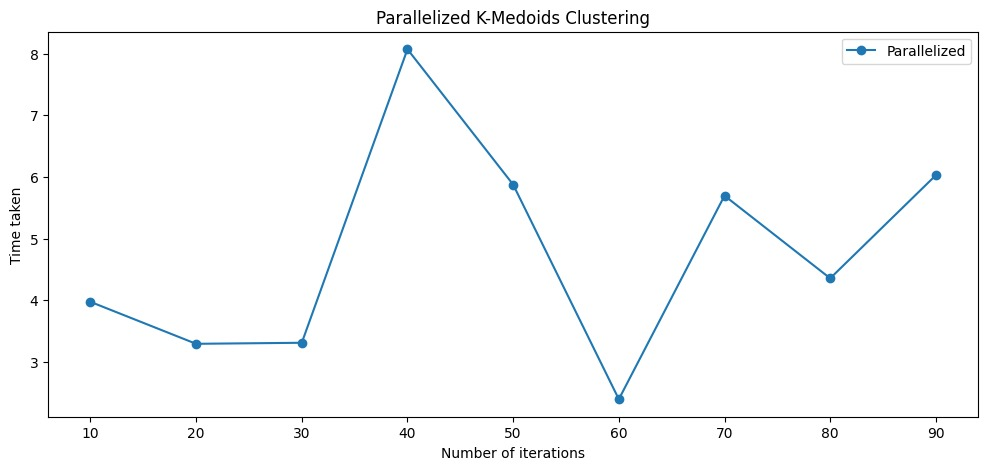 Parallelized K-Medoids Clustering
Parallelized
8
7
6
5
4
3
Time taken
10 20 30 40 50 60 70 80 90
Number of iterations